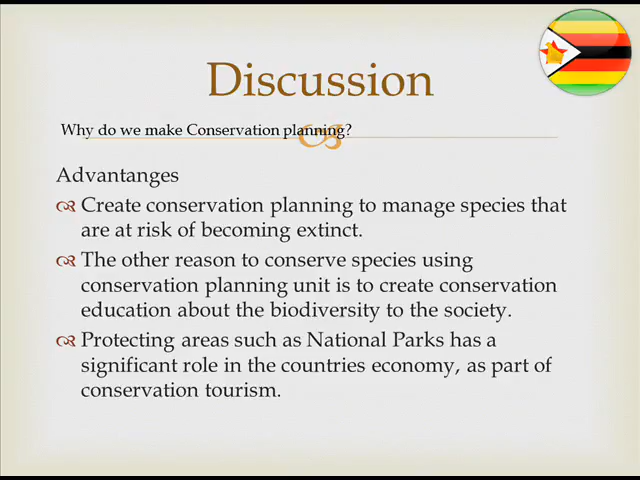 Discussion
Why do we make Conservation planning?
Advantanges
Create conservation planning to manage species that
are at risk of becoming extinct.
The other reason to conserve species using
conservation planning unit is to create conservation
education about the biodiversity to the society.
Protecting areas such as National Parks has a
significant role in the countries economy, as part of
conservation tourism.